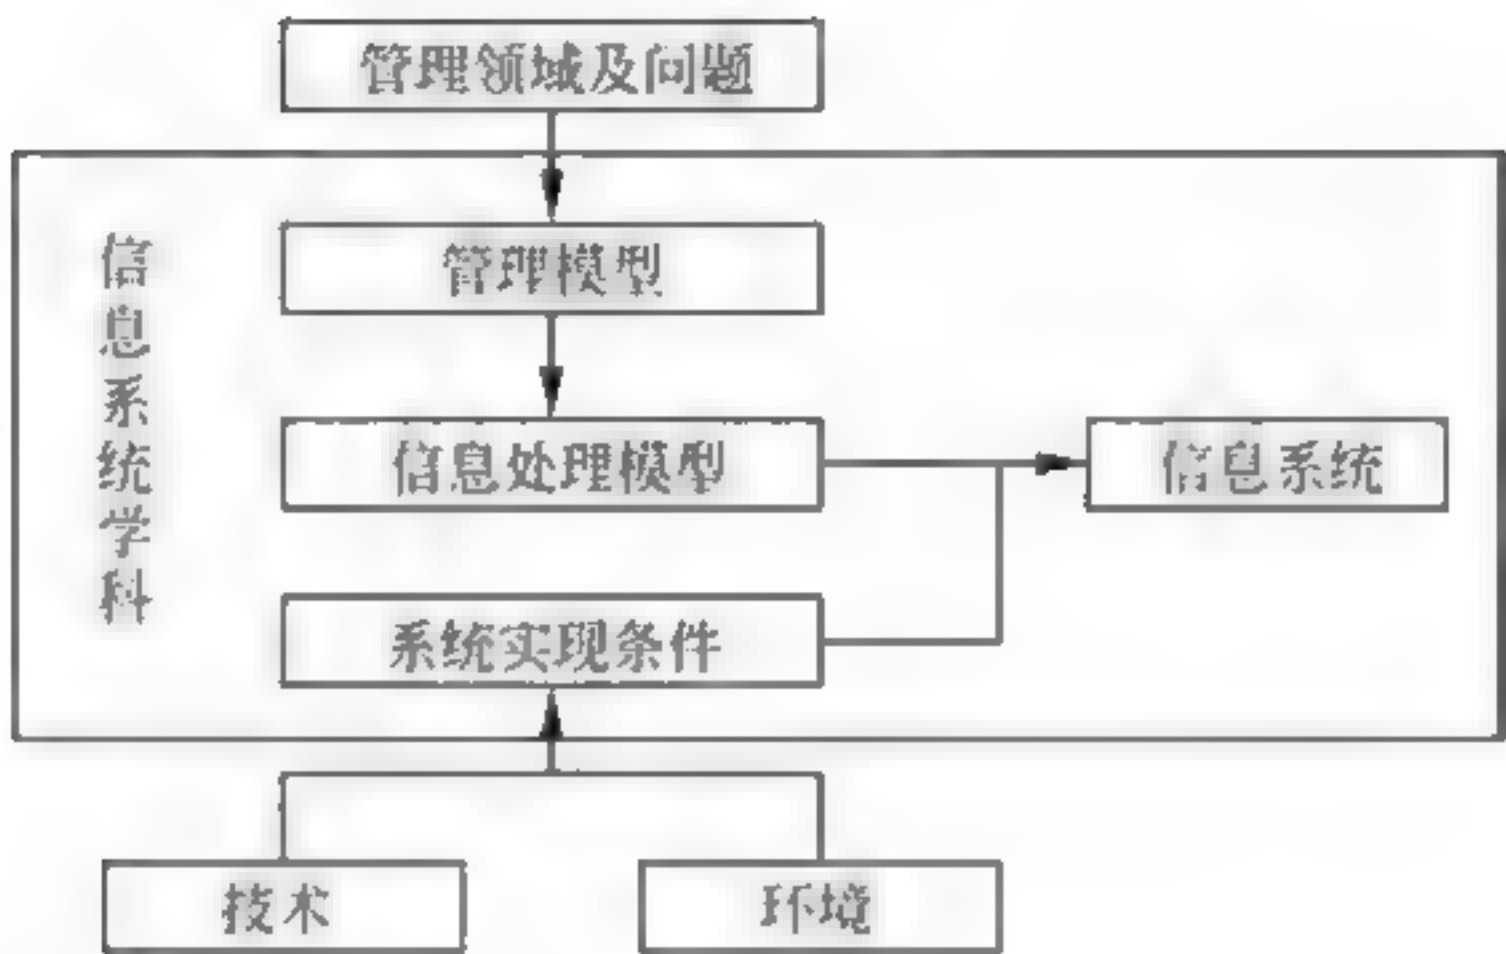 管理领域及问题
管理模型
信息系统学科
信息处理模型
信息系统
系统实现条件
技术
环境